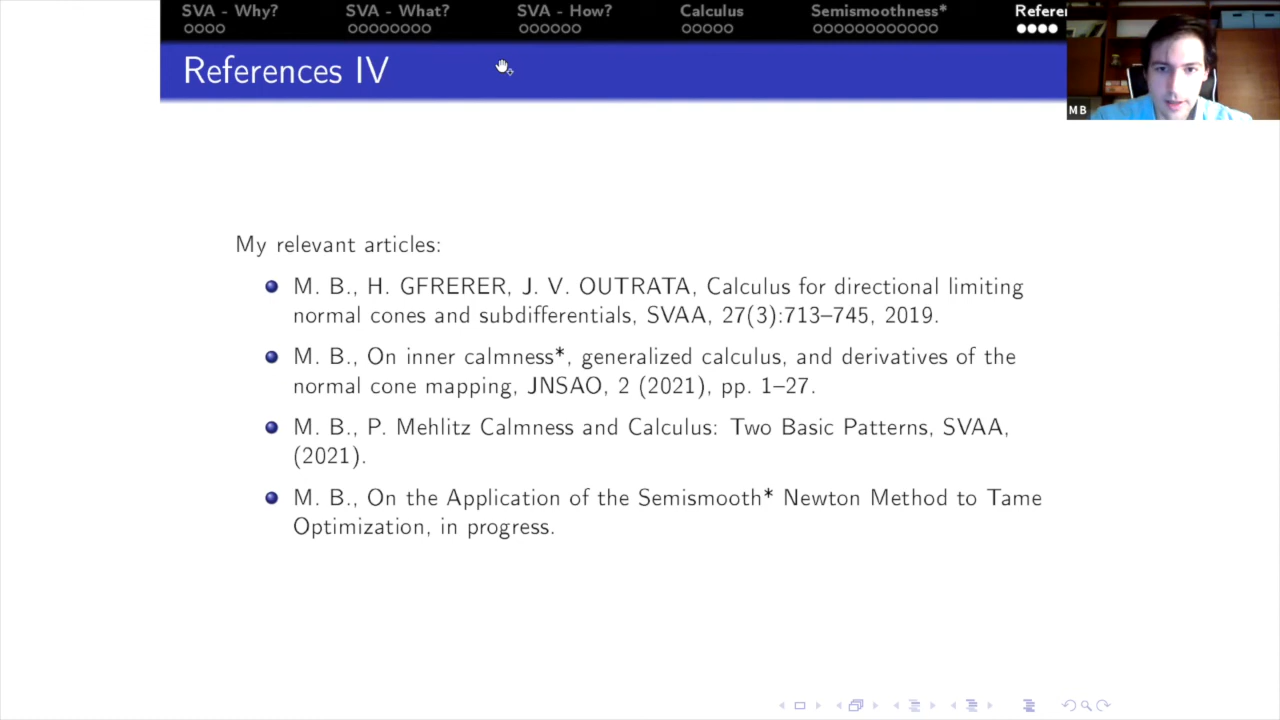 SVA - Why? SVA - What? SVA - How? Calculus Semismoothness* Refere
References IV
M B
My relevant articles:
M. B., H. GFRERER, J. V. OUTRATA, Calculus for directional limiting
normal cones and subdifferentials, SVAA, 27(3):713–745, 2019.
M. B., On inner calmness*, generalized calculus, and derivatives of the
normal cone mapping, JNSAO, 2 (2021), pp. 1–27.
M. B., P. Mehlitz Calmness and Calculus: Two Basic Patterns, SVAA,
(2021).
M. B., On the Application of the Semismooth* Newton Method to Tame
Optimization, in progress.